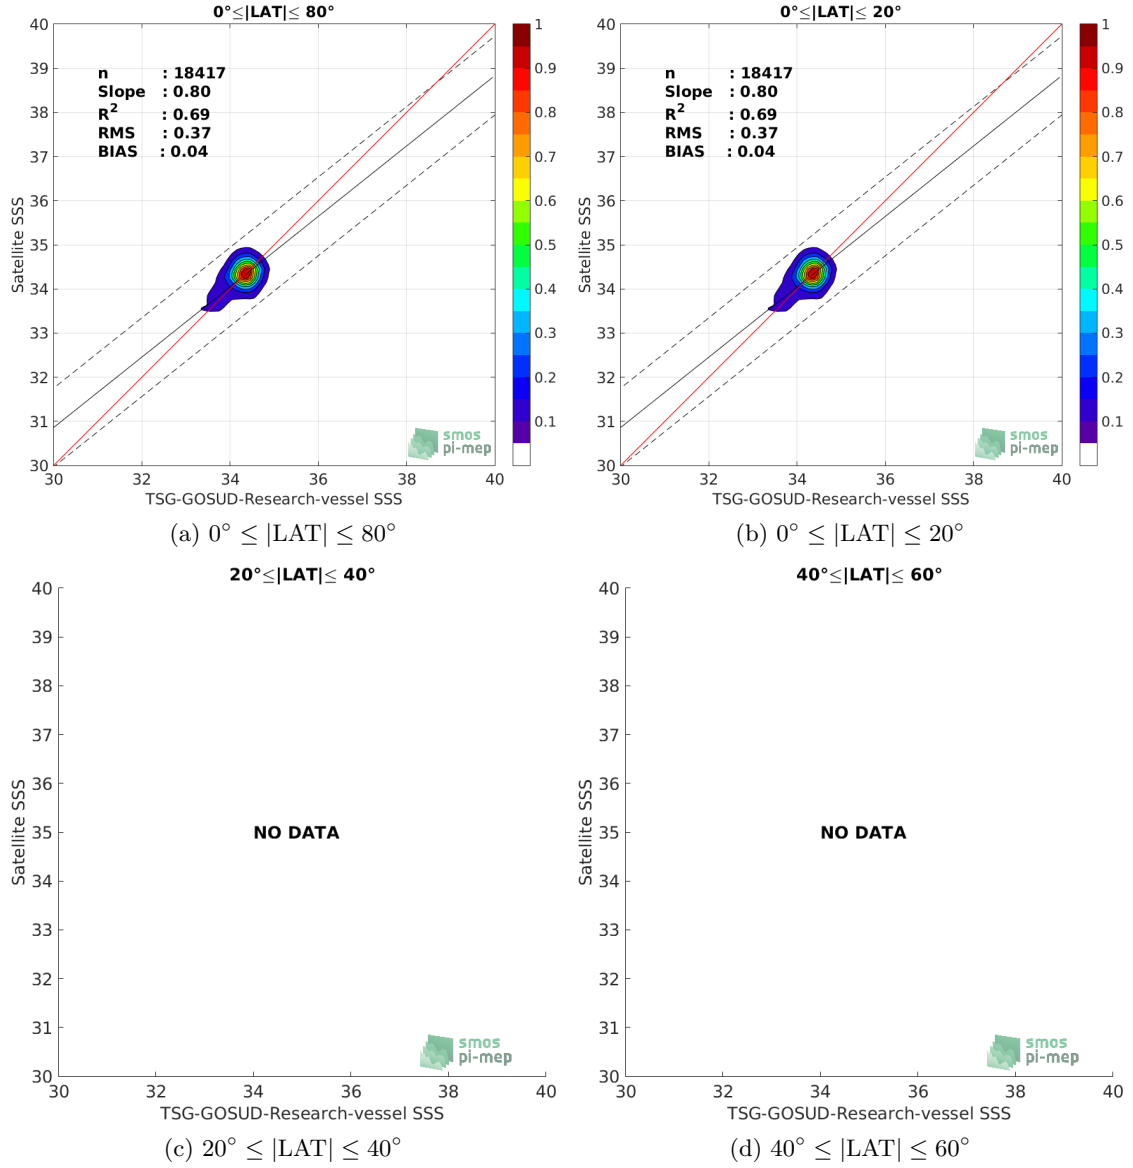 0°≤|LAT|≤ 80°
40
39
38
37
36
35
34
33
32
31
30
n : 18417
Slope : 0.80
R2 : 0.69
RMS : 0.37
BIAS : 0.04
Satellite SSS
smos
pi-mep
30 32 34 36 38 40
TSG-GOSUD-Research-vessel SSS
1
0.9
0.8
0.7
0.6
0.5
0.4
0.3
0.2
0.1
(a) 0° ≤ |LAT| ≤ 80°
0°≤|LAT|≤ 20°
40
39
38
37
36
35
34
33
32
31
30
n : 18417
Slope : 0.80
R2 : 0.69
RMS : 0.37
BIAS : 0.04
Satellite SSS
smos
pi-mep
30 32 34 36 38 40
TSG-GOSUD-Research-vessel SSS
1
0.9
0.8
0.7
0.6
0.5
0.4
0.3
0.2
0.1
(b) 0° ≤ |LAT| ≤ 20°
20°≤|LAT|≤ 40°
40
39
38
37
36
35
34
33
32
31
30
Satellite SSS
NO DATA
smos
pi-mep
30 32 34 36 38 40
TSG-GOSUD-Research-vessel SSS
(c) 20° ≤ |LAT| ≤ 40°
40°≤|LAT|≤ 60°
40
39
38
37
36
35
34
33
32
31
30
Satellite SSS
NO DATA
smos
pi-mep
30 32 34 36 38 40
TSG-GOSUD-Research-vessel SSS
(d) 40° ≤ |LAT| ≤ 60°